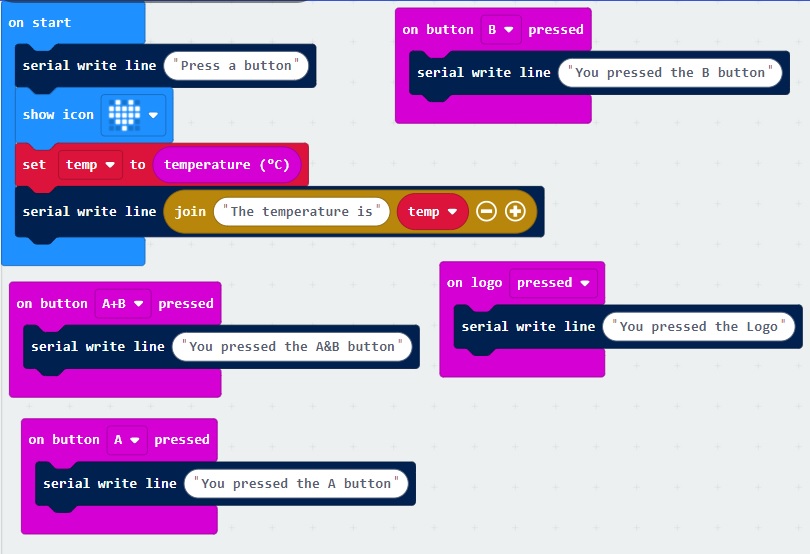 on start
serial write line "Press a button"
show icon
set temp to temperature (°C)
serial write line join "The temperature is" temp
on button B pressed
serial write line "You pressed the B button"
on button A+B pressed
serial write line "You pressed the A&B button"
on logo pressed
serial write line "You pressed the Logo"
on button A pressed
serial write line "You pressed the A button"